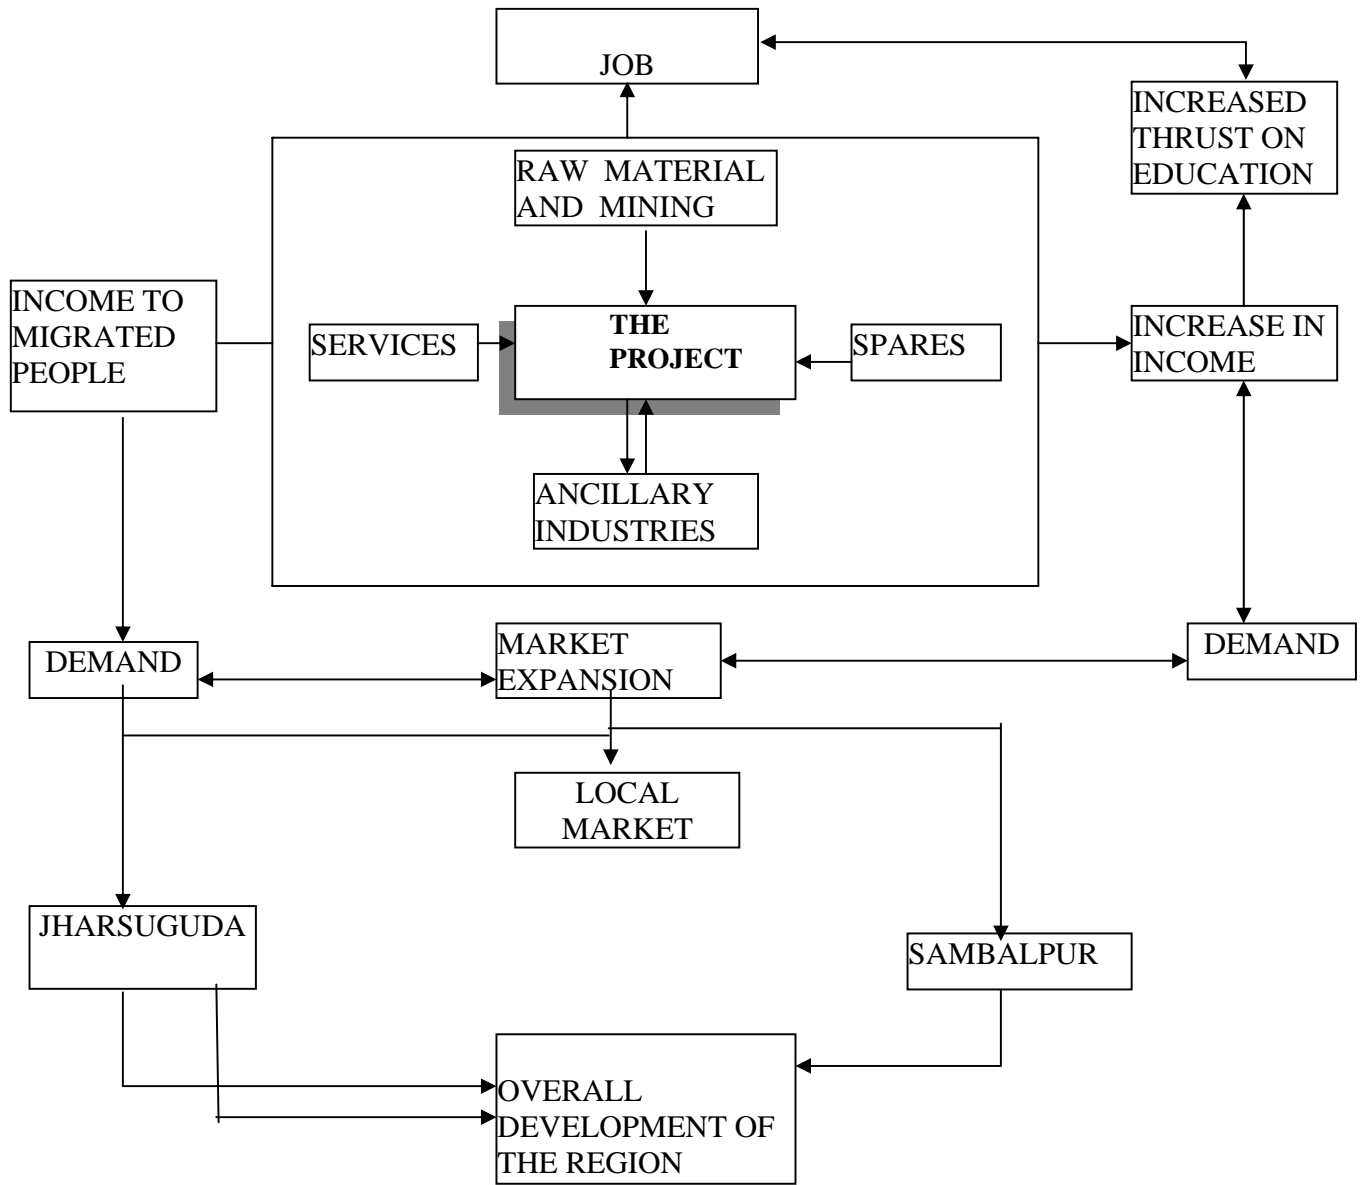 JOB
INCREASED
THRUST ON
EDUCATION
RAW MATERIAL
AND MINING
INCOME TO
MIGRATED
PEOPLE
SERVICES
THE
PROJECT
SPARES
INCREASE IN
INCOME
ANCILLARY
INDUSTRIES
DEMAND
MARKET
EXPANSION
DEMAND
LOCAL
MARKET
JHARSUGUDA
SAMBALPUR
OVERALL
DEVELOPMENT OF
THE REGION